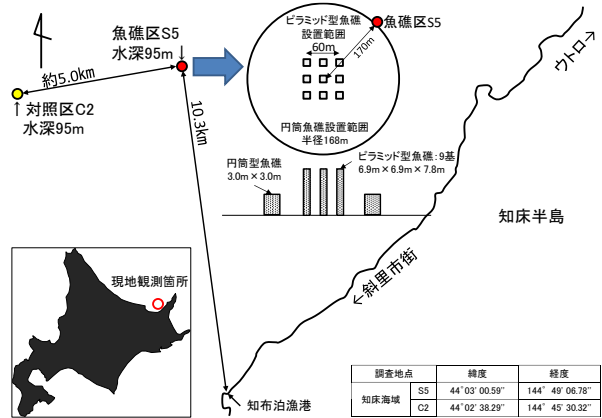 魚礁区S5
水深95m
約5.0km
↑ 対照区C2
水深95m
10.3km
ピラミッド型魚礁
設置範囲
60m
170m
魚礁区S5
円筒魚礁設置範囲
半径168m
円筒型魚礁
3.0m×3.0m
ピラミッド型魚礁:9基
6.9m×6.9m×7.8m
ウトロ→
知床半島
←斜里市街
現地観測箇所
知布泊漁港
調査地点 緯度 経度
知床海域 S5 44°03' 00.59" 144° 49' 06.78"
C2 44°02' 38.29" 144° 45' 30.32"